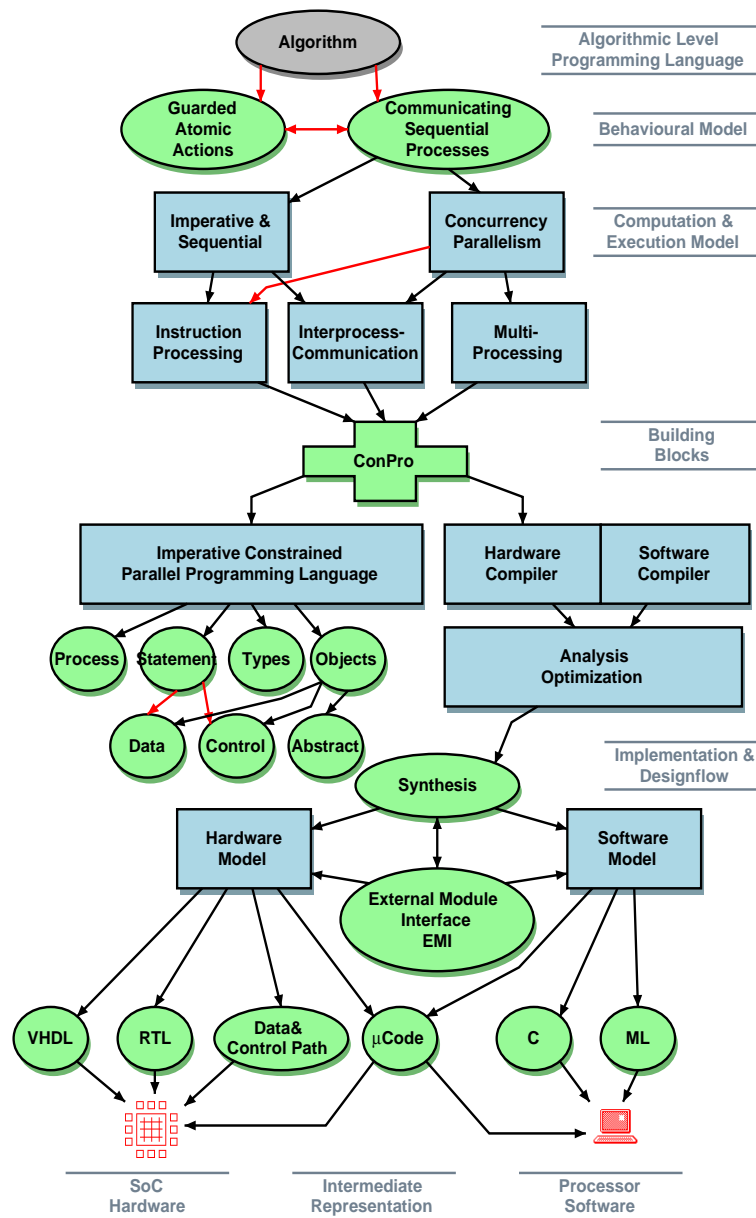 Algorithm
Algorithmic Level
Programming Language
Guarded
Atomic
Actions
Communicating
Sequential
Processes
Behavioural Model
Imperative &
Sequential
Concurrency
Parallelism
Computation &
Execution Model
Instruction
Processing
Interprocess-
Communication
Multi-
Processing
ConPro
Building
Blocks
Imperative Constrained
Parallel Programming Language
Hardware
Compiler
Software
Compiler
Process
Statement
Types
Objects
Analysis
Optimization
Data
Control
Abstract
Synthesis
Implementation &
Designflow
Hardware
Model
Software
Model
External Module
Interface
EMI
VHDL
RTL
Data&
Control Path
μCode
C
ML
SoC
Hardware
Intermediate
Representation
Processor
Software